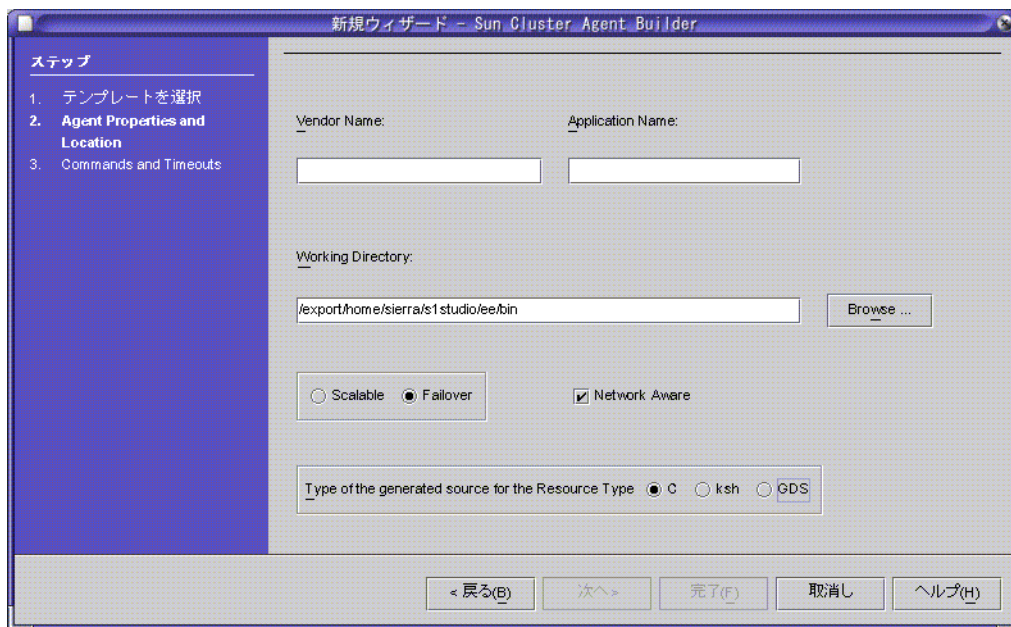 新規ウィザード - Sun Cluster Agent Builder
ステップ
1. テンプレートを選択
2. Agent Properties and
Location
3. Commands and Timeouts
Vendor Name:
Application Name:
Working Directory:
/export/home/sierra/s1studio/ee/bin
Browse ...
Scalable
Failover
Network Aware
Type of the generated source for the Resource Type
C
ksh
GDS
< 戻る(B)
次へ >
完了(F)
取消し
ヘルプ(H)